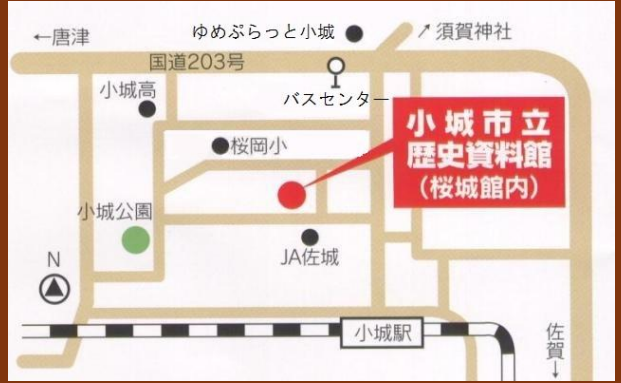 ←唐津
ゆめぷらっと小城
↗須賀神社
国道203号
小城高
バスセンター
小城市立
歴史資料館
(桜城館内)
桜岡小
小城公園
JA佐城
N
小城駅
佐賀↓